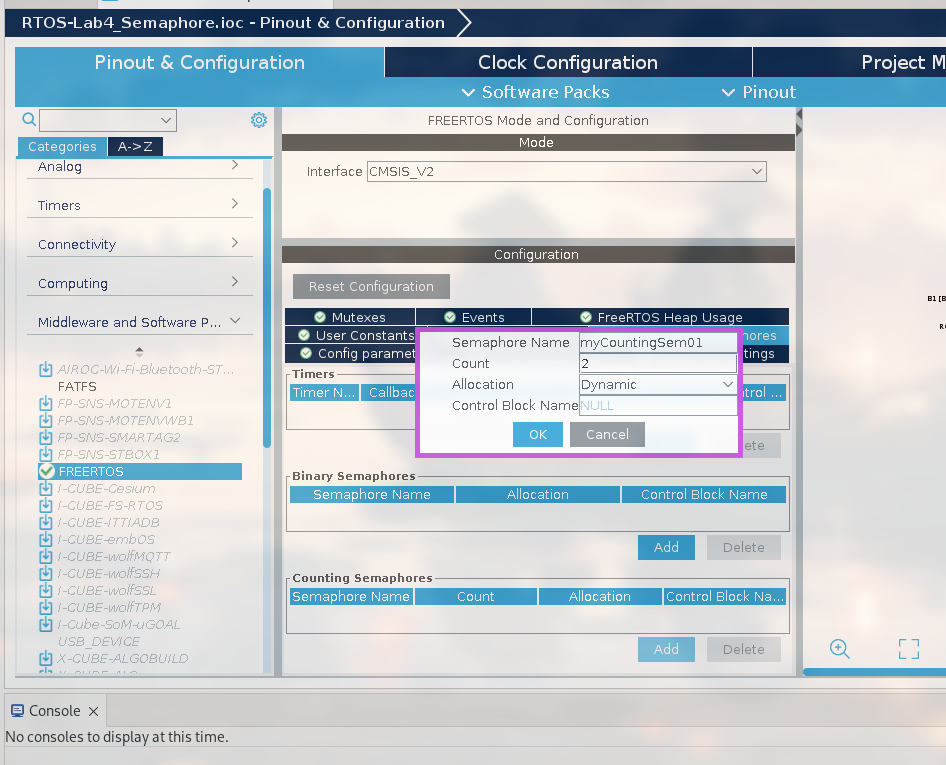 RTOS-Lab4_Semaphore.ioc - Pinout & Configuration
Pinout & Configuration
Clock Configuration
Project M
Software Packs
Pinout
Categories
A->Z
Analog
Timers
Connectivity
Computing
Middleware and Software P...
AIROC-Wi-Fi-Bluetooth-ST...
FATFS
FP-SNS-MOTENV1
FP-SNS-MOTENVWB1
FP-SNS-SMARTAG2
FP-SNS-STBOX1
FREERTOS
I-CUBE-Cesium
I-CUBE-FS-RTOS
I-CUBE-ITTIADB
I-CUBE-embOS
I-CUBE-wolfMQTT
I-CUBE-wolfSSH
I-CUBE-wolfSSL
I-CUBE-wolfTPM
I-Cube-SoM-uGOAL
USB_DEVICE
X-CUBE-ALGOBUILD
FREERTOS Mode and Configuration
Mode
Interface CMSIS_V2
Configuration
Reset Configuration
Mutexes
Events
FreeRTOS Heap Usage
User Constants
hores
Config paramet
tings
Semaphore Name myCountingSem01
Count 2
Allocation Dynamic
Control Block Name NULL
OK
Cancel
Timers
Timer N...
Callbac
ntrol ...
ete
Binary Semaphores
Semaphore Name
Allocation
Control Block Name
Add
Delete
Counting Semaphores
Semaphore Name
Count
Allocation
Control Block Na...
Add
Delete
B1 [B
Console
No consoles to display at this time.